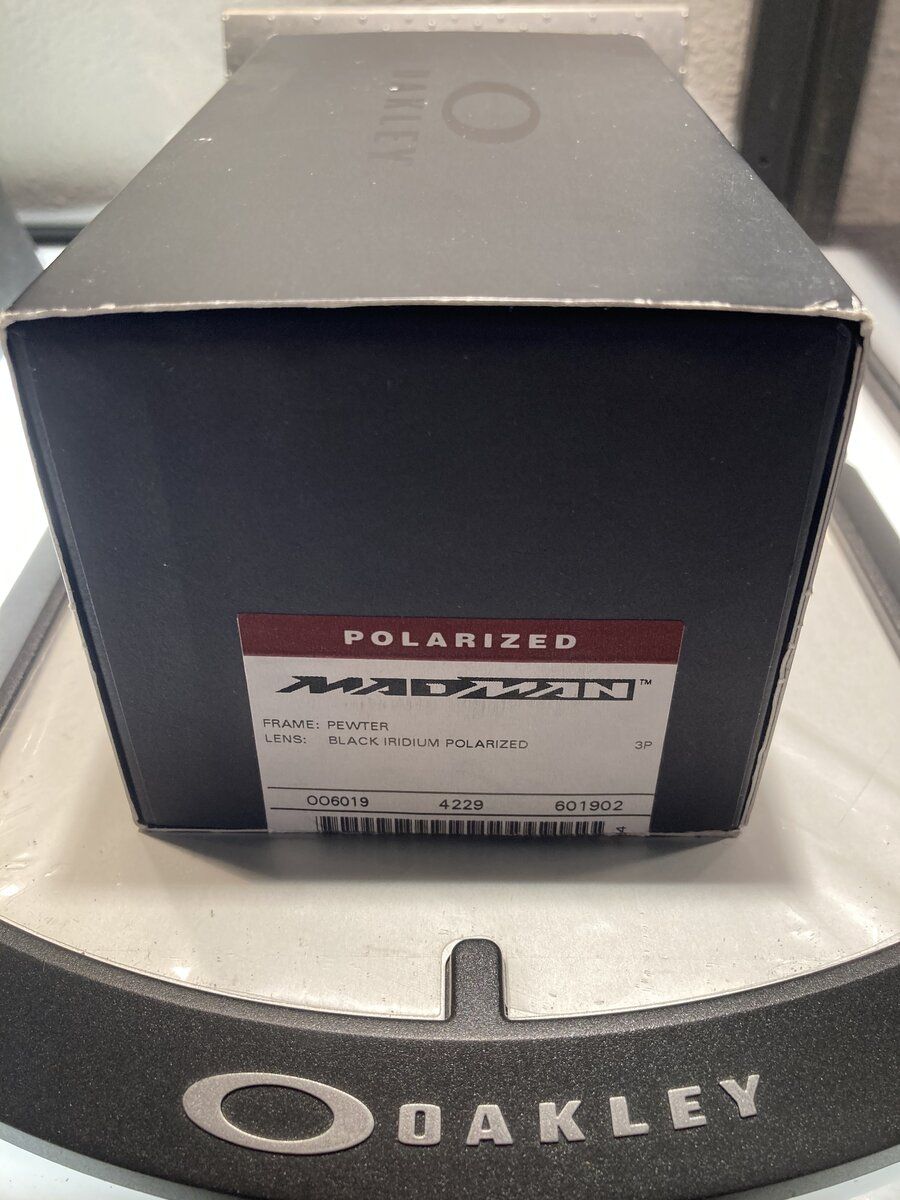 OAKLEY
POLARIZED
MADMAN™
FRAME: PEWTER
LENS: BLACK IRIDIUM POLARIZED 3P
OO6019 4229 601902
OAKLEY